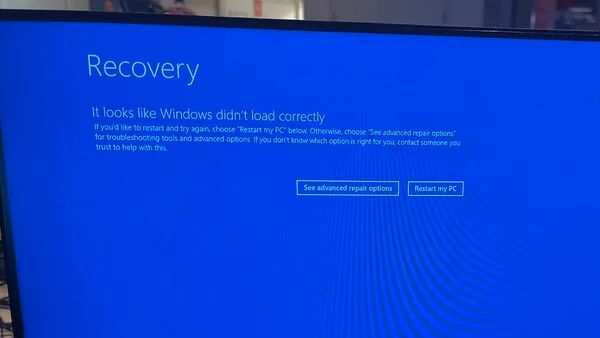 Recovery
It looks like Windows didn't load correctly
If you'd like to restart and try again, choose "Restart my PC" below. Otherwise, choose "See advanced repair options"
for troubleshooting tools and advanced options. If you don't know which option is right for you, contact someone you
trust to help with this.
See advanced repair options
Restart my PC